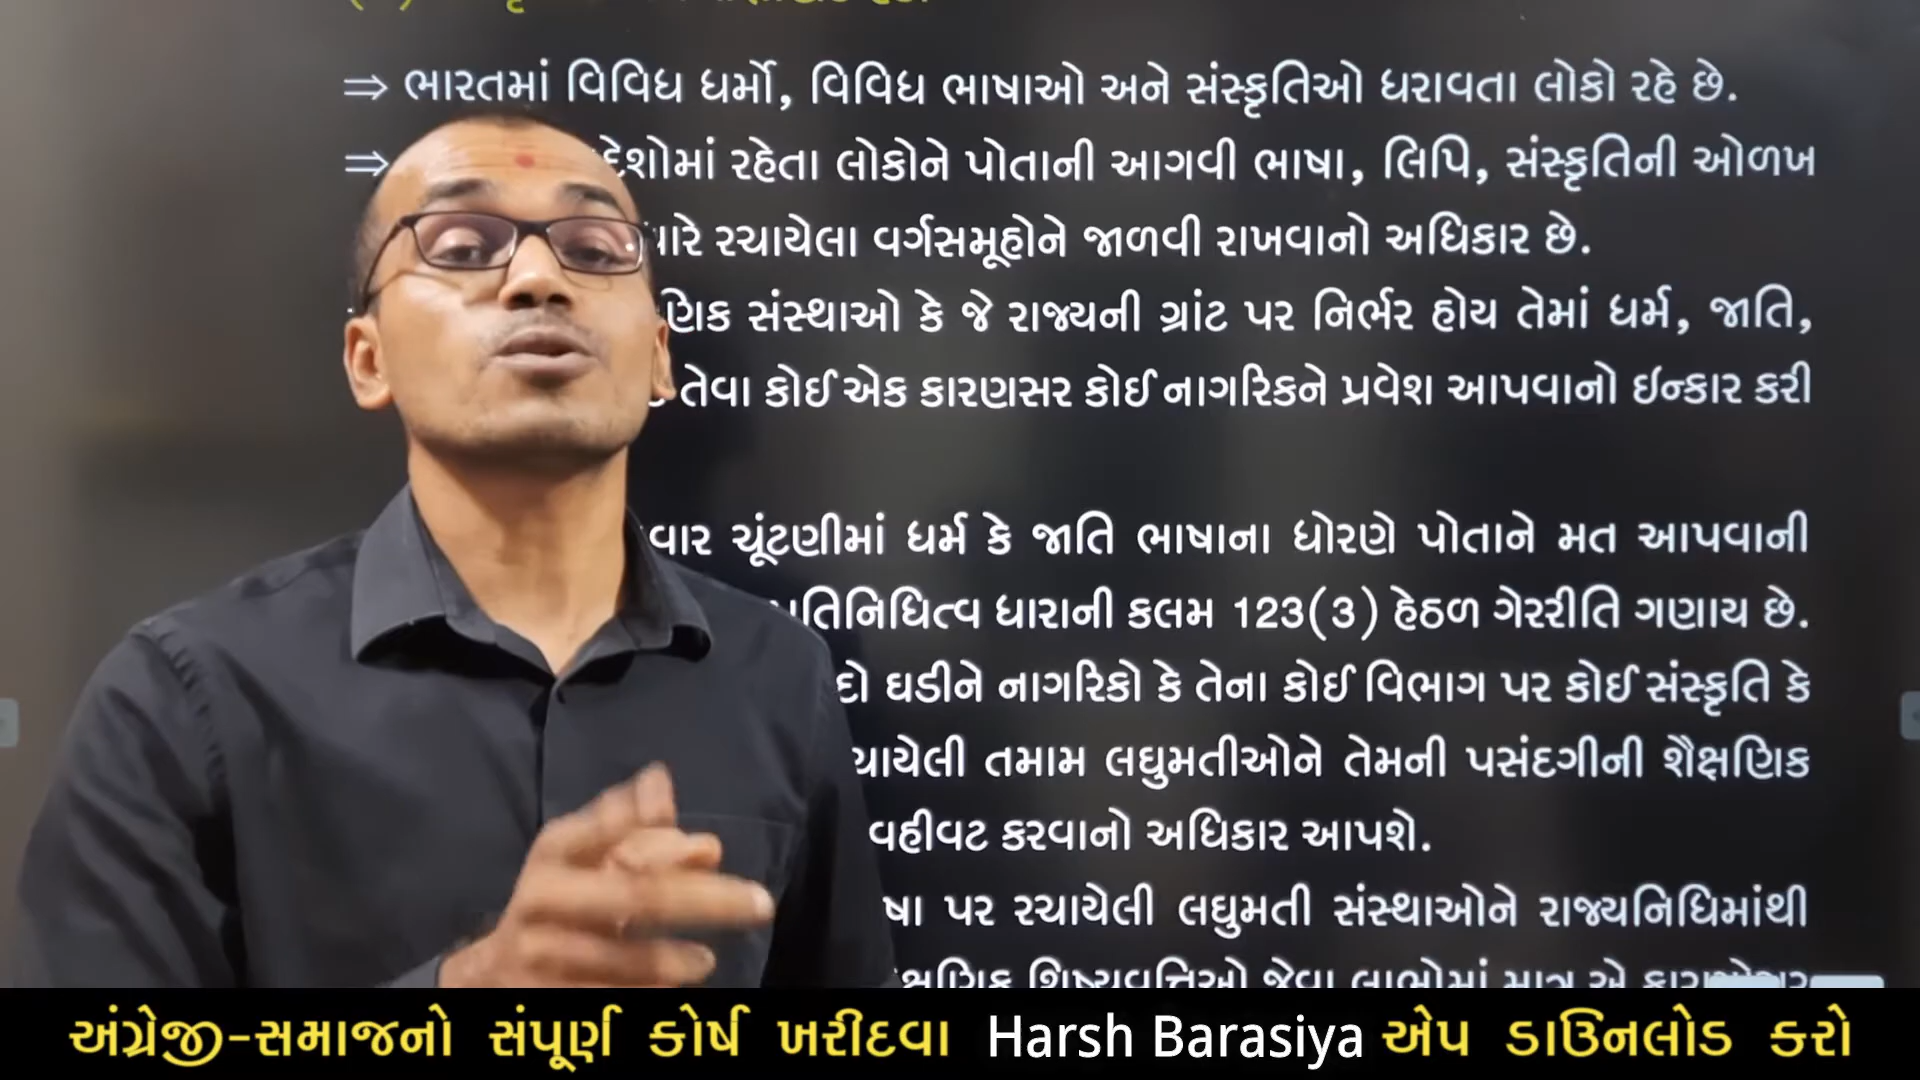 ⇒ ભારતમાં વિવિધ ધર્મો, વિવિધ ભાષાઓ અને સંસ્કૃતિઓ ધરાવતા લોકો રહે છે.
⇒ રહેતા લોકોને પોતાની આગવી ભાષા, લિપિ, સંસ્કૃતિની ઓળખ
રચાયેલા વર્ગસમૂહોને જાળવી રાખવાનો અધિકાર છે.
સંસ્થાઓ કે જે રાજ્યની ગ્રાંટ પર નિર્ભર હોય તેમાં ધર્મ, જાતિ,
તેવા કોઈ એક કારણસર કોઈ નાગરિકને પ્રવેશ આપવાનો ઈન્કાર કરી
ચૂંટણીમાં ધર્મ કે જાતિ ભાષાના ધોરણે પોતાને મત આપવાની
ધારાની કલમ 123(3) હેઠળ ગેરરીતિ ગણાય છે.
ઘડીને નાગરિકો કે તેના કોઈ વિભાગ પર કોઈ સંસ્કૃતિ કે
તમામ લઘુમતીઓને તેમની પસંદગીની શૈક્ષણિક
વહીવટ કરવાનો અધિકાર આપશે.
પર રચાયેલી લઘુમતી સંસ્થાઓને રાજ્યનિધિમાંથી
શિષ્યવૃત્તિઓ જેવા લાભોમાં માત્ર એ
અંગ્રેજી-સમાજનો સંપૂર્ણ કોર્ષ ખરીદવા Harsh Barasiya એપ ડાઉનલોડ કરો